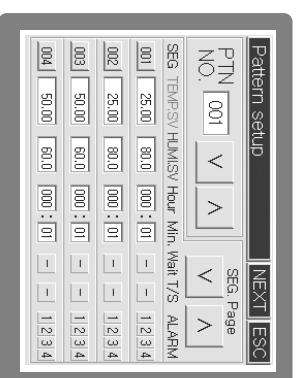 Pattern setup NEXT ESC
PTN NO. 001 < > SEG. Page < >
SEG TEMP.SV HUMI.SV Hour Min. Wait T/S ALARM
001 25.00 80.0 000 : 01 - - 1 2 3 4
002 25.00 80.0 000 : 01 - - 1 2 3 4
003 50.00 60.0 000 : 01 - - 1 2 3 4
004 50.00 60.0 000 : 01 - - 1 2 3 4